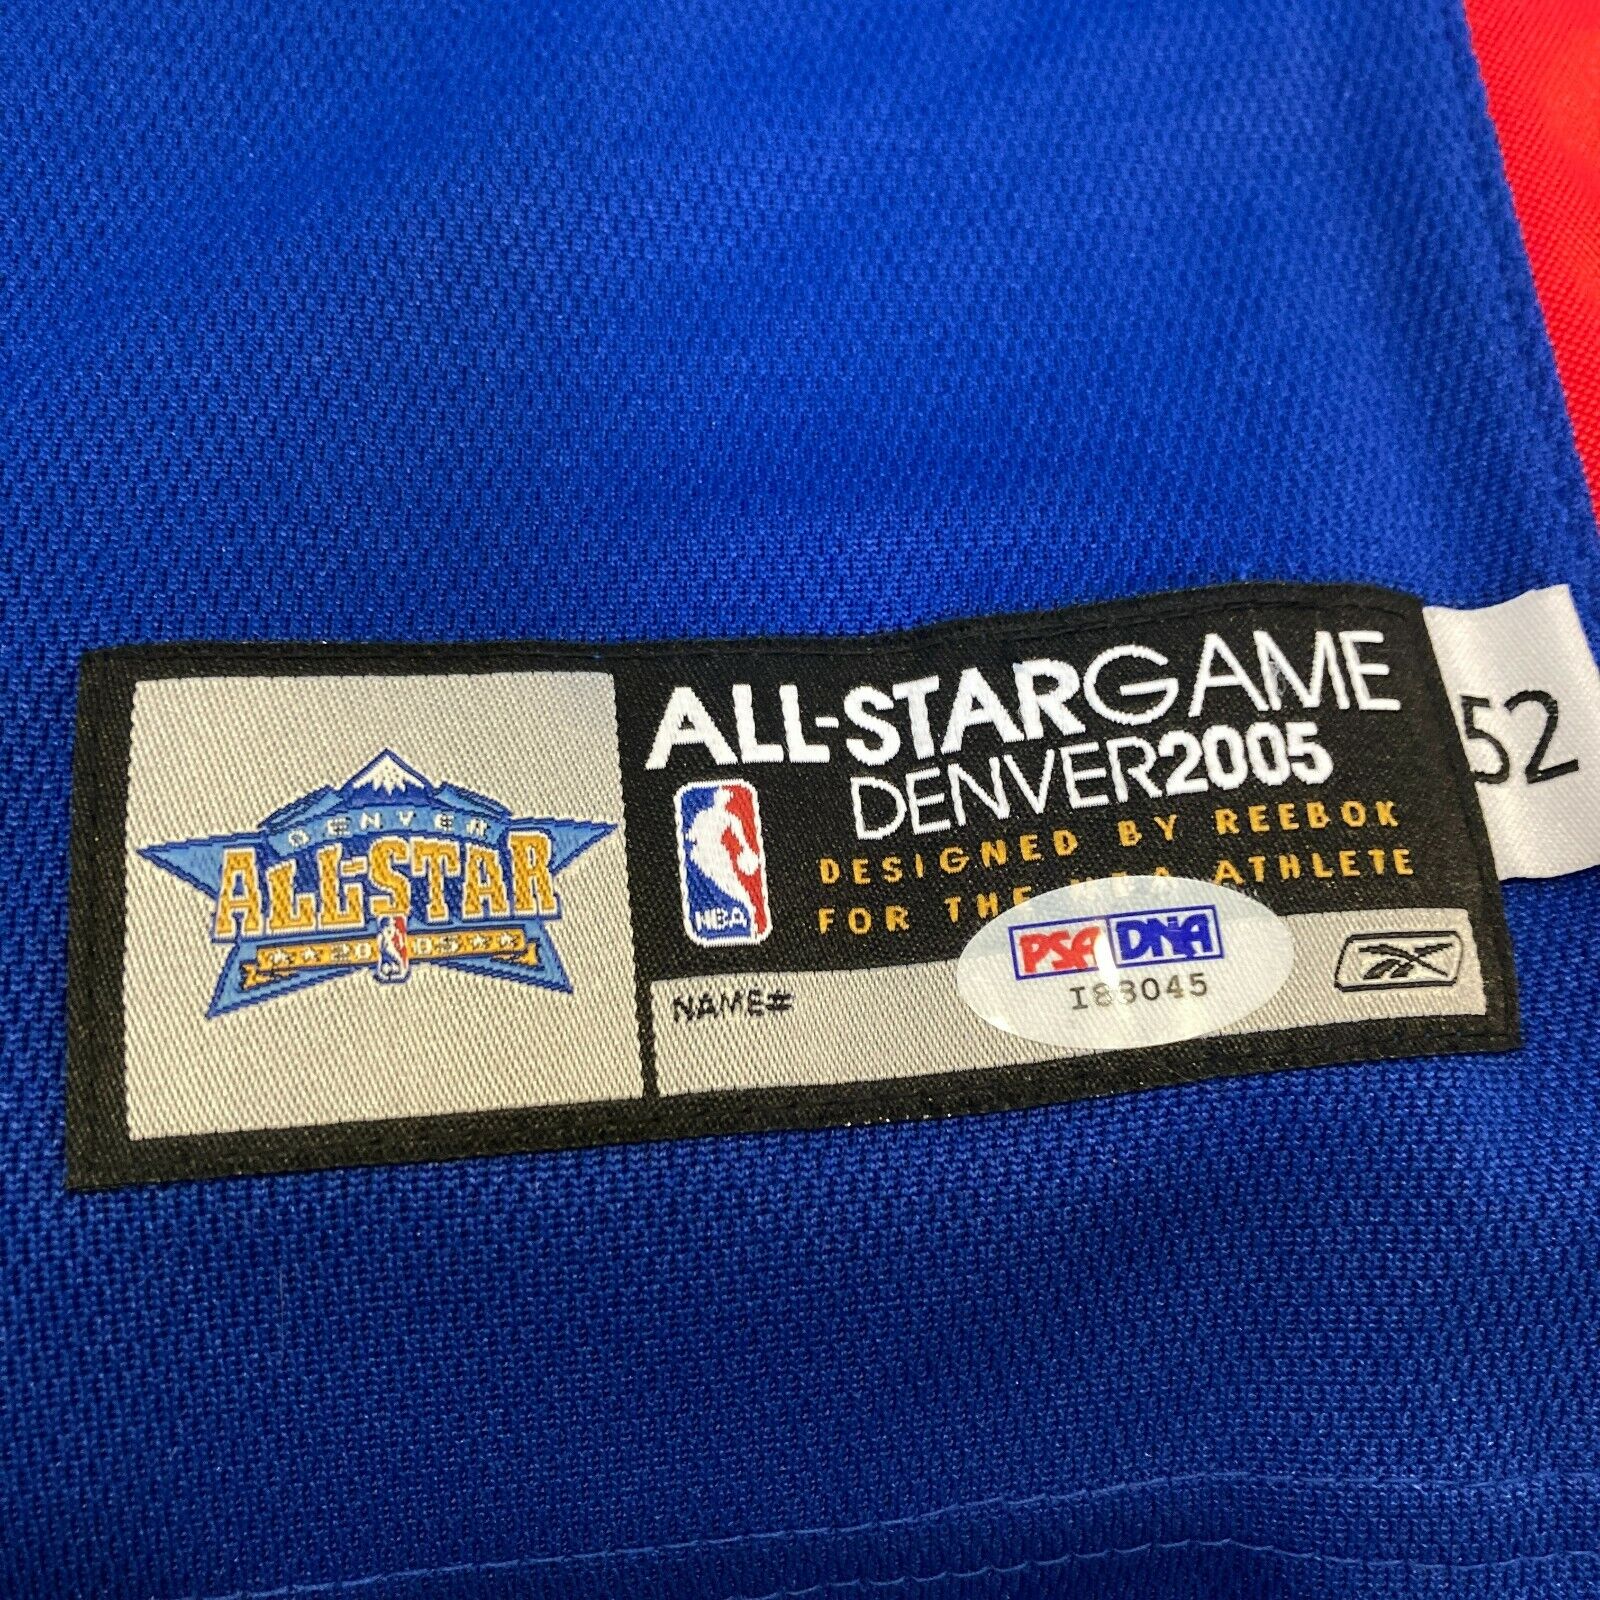 DENVER
ALL-STAR
2005
ALL-STARGAME
DENVER2005
DESIGNED BY REEBOK
FOR THE NBA ATHLETE
NBA
NAME#
PSA DNA
I83045
52